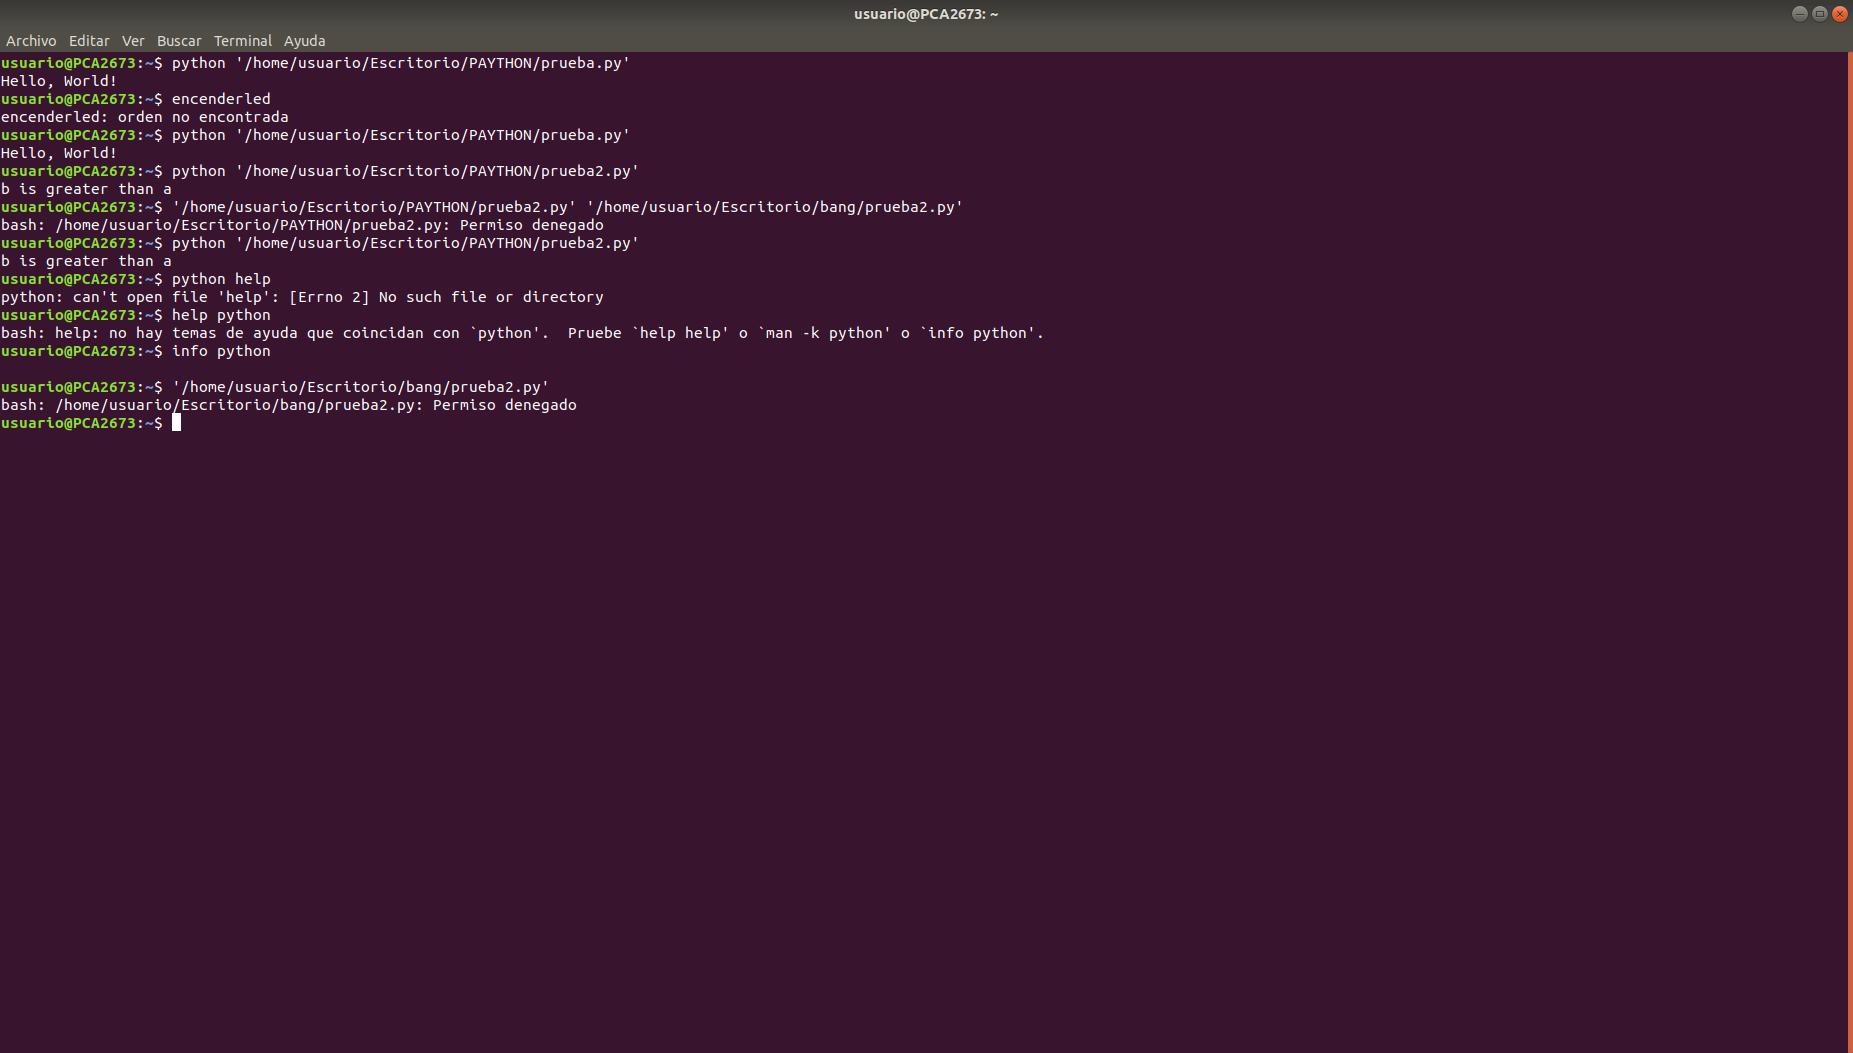 usuario@PCA2673: ~
Archivo Editar Ver Buscar Terminal Ayuda
usuario@PCA2673:~$ python '/home/usuario/Escritorio/PAYTHON/prueba.py'
Hello, World!
usuario@PCA2673:~$ encenderled
encenderled: orden no encontrada
usuario@PCA2673:~$ python '/home/usuario/Escritorio/PAYTHON/prueba.py'
Hello, World!
usuario@PCA2673:~$ python '/home/usuario/Escritorio/PAYTHON/prueba2.py'
b is greater than a
usuario@PCA2673:~$ '/home/usuario/Escritorio/PAYTHON/prueba2.py' '/home/usuario/Escritorio/bang/prueba2.py'
bash: /home/usuario/Escritorio/PAYTHON/prueba2.py: Permiso denegado
usuario@PCA2673:~$ python '/home/usuario/Escritorio/PAYTHON/prueba2.py'
b is greater than a
usuario@PCA2673:~$ python help
python: can't open file 'help': [Errno 2] No such file or directory
usuario@PCA2673:~$ help python
bash: help: no hay temas de ayuda que coincidan con `python'.  Pruebe `help help' o `man -k python' o `info python'.
usuario@PCA2673:~$ info python
usuario@PCA2673:~$ '/home/usuario/Escritorio/bang/prueba2.py'
bash: /home/usuario/Escritorio/bang/prueba2.py: Permiso denegado
usuario@PCA2673:~$